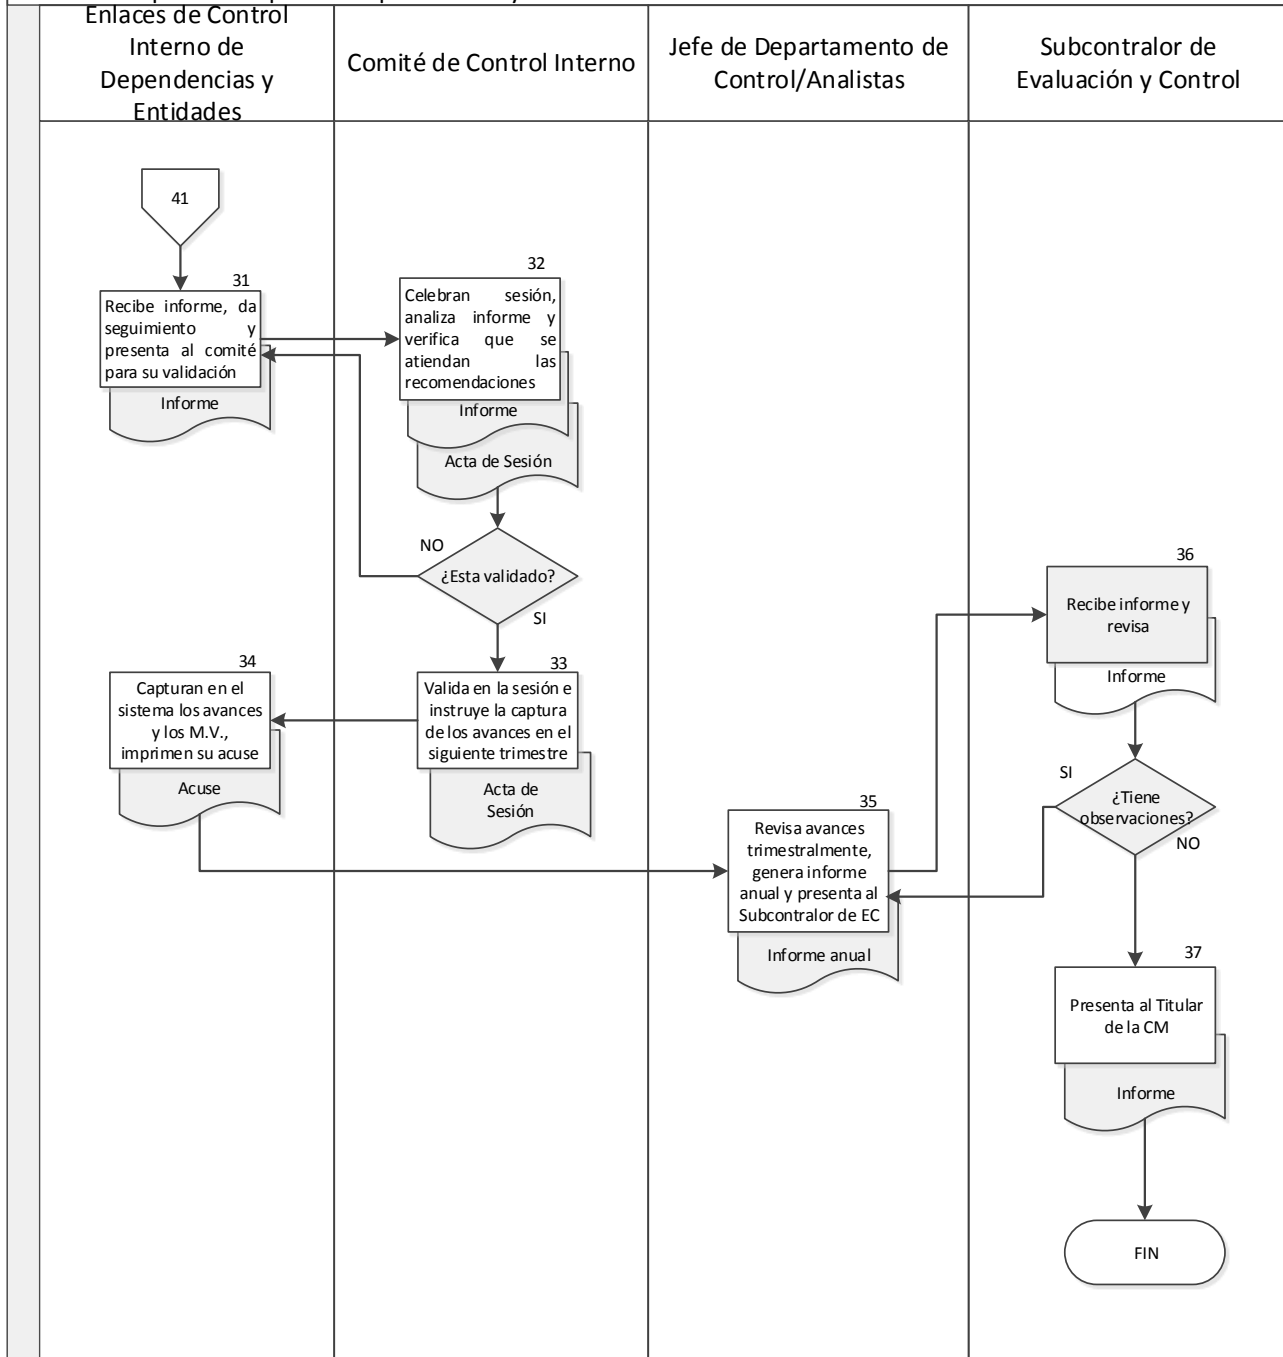 Enlaces de Control
Interno de
Dependencias y
Entidades
Comité de Control Interno
Jefe de Departamento de
Control/Analistas
Subcontralor de
Evaluación y Control
41
31
Recibe informe, da
seguimiento y
presenta al comité
para su validación
Informe
32
Celebran sesión,
analiza informe y
verifica que se
atiendan las
recomendaciones
Informe
Acta de Sesión
NO
¿Esta validado?
SI
33
Valida en la sesión e
instruye la captura
de los avances en el
siguiente trimestre
Acta de
Sesión
34
Capturan en el
sistema los avances
y los M.V.,
imprimen su acuse
Acuse
35
Revisa avances
trimestralmente,
genera informe
anual y presenta al
Subcontralor de EC
Informe anual
36
Recibe informe y
revisa
Informe
SI
¿Tiene
observaciones?
NO
37
Presenta al Titular
de la CM
Informe
FIN